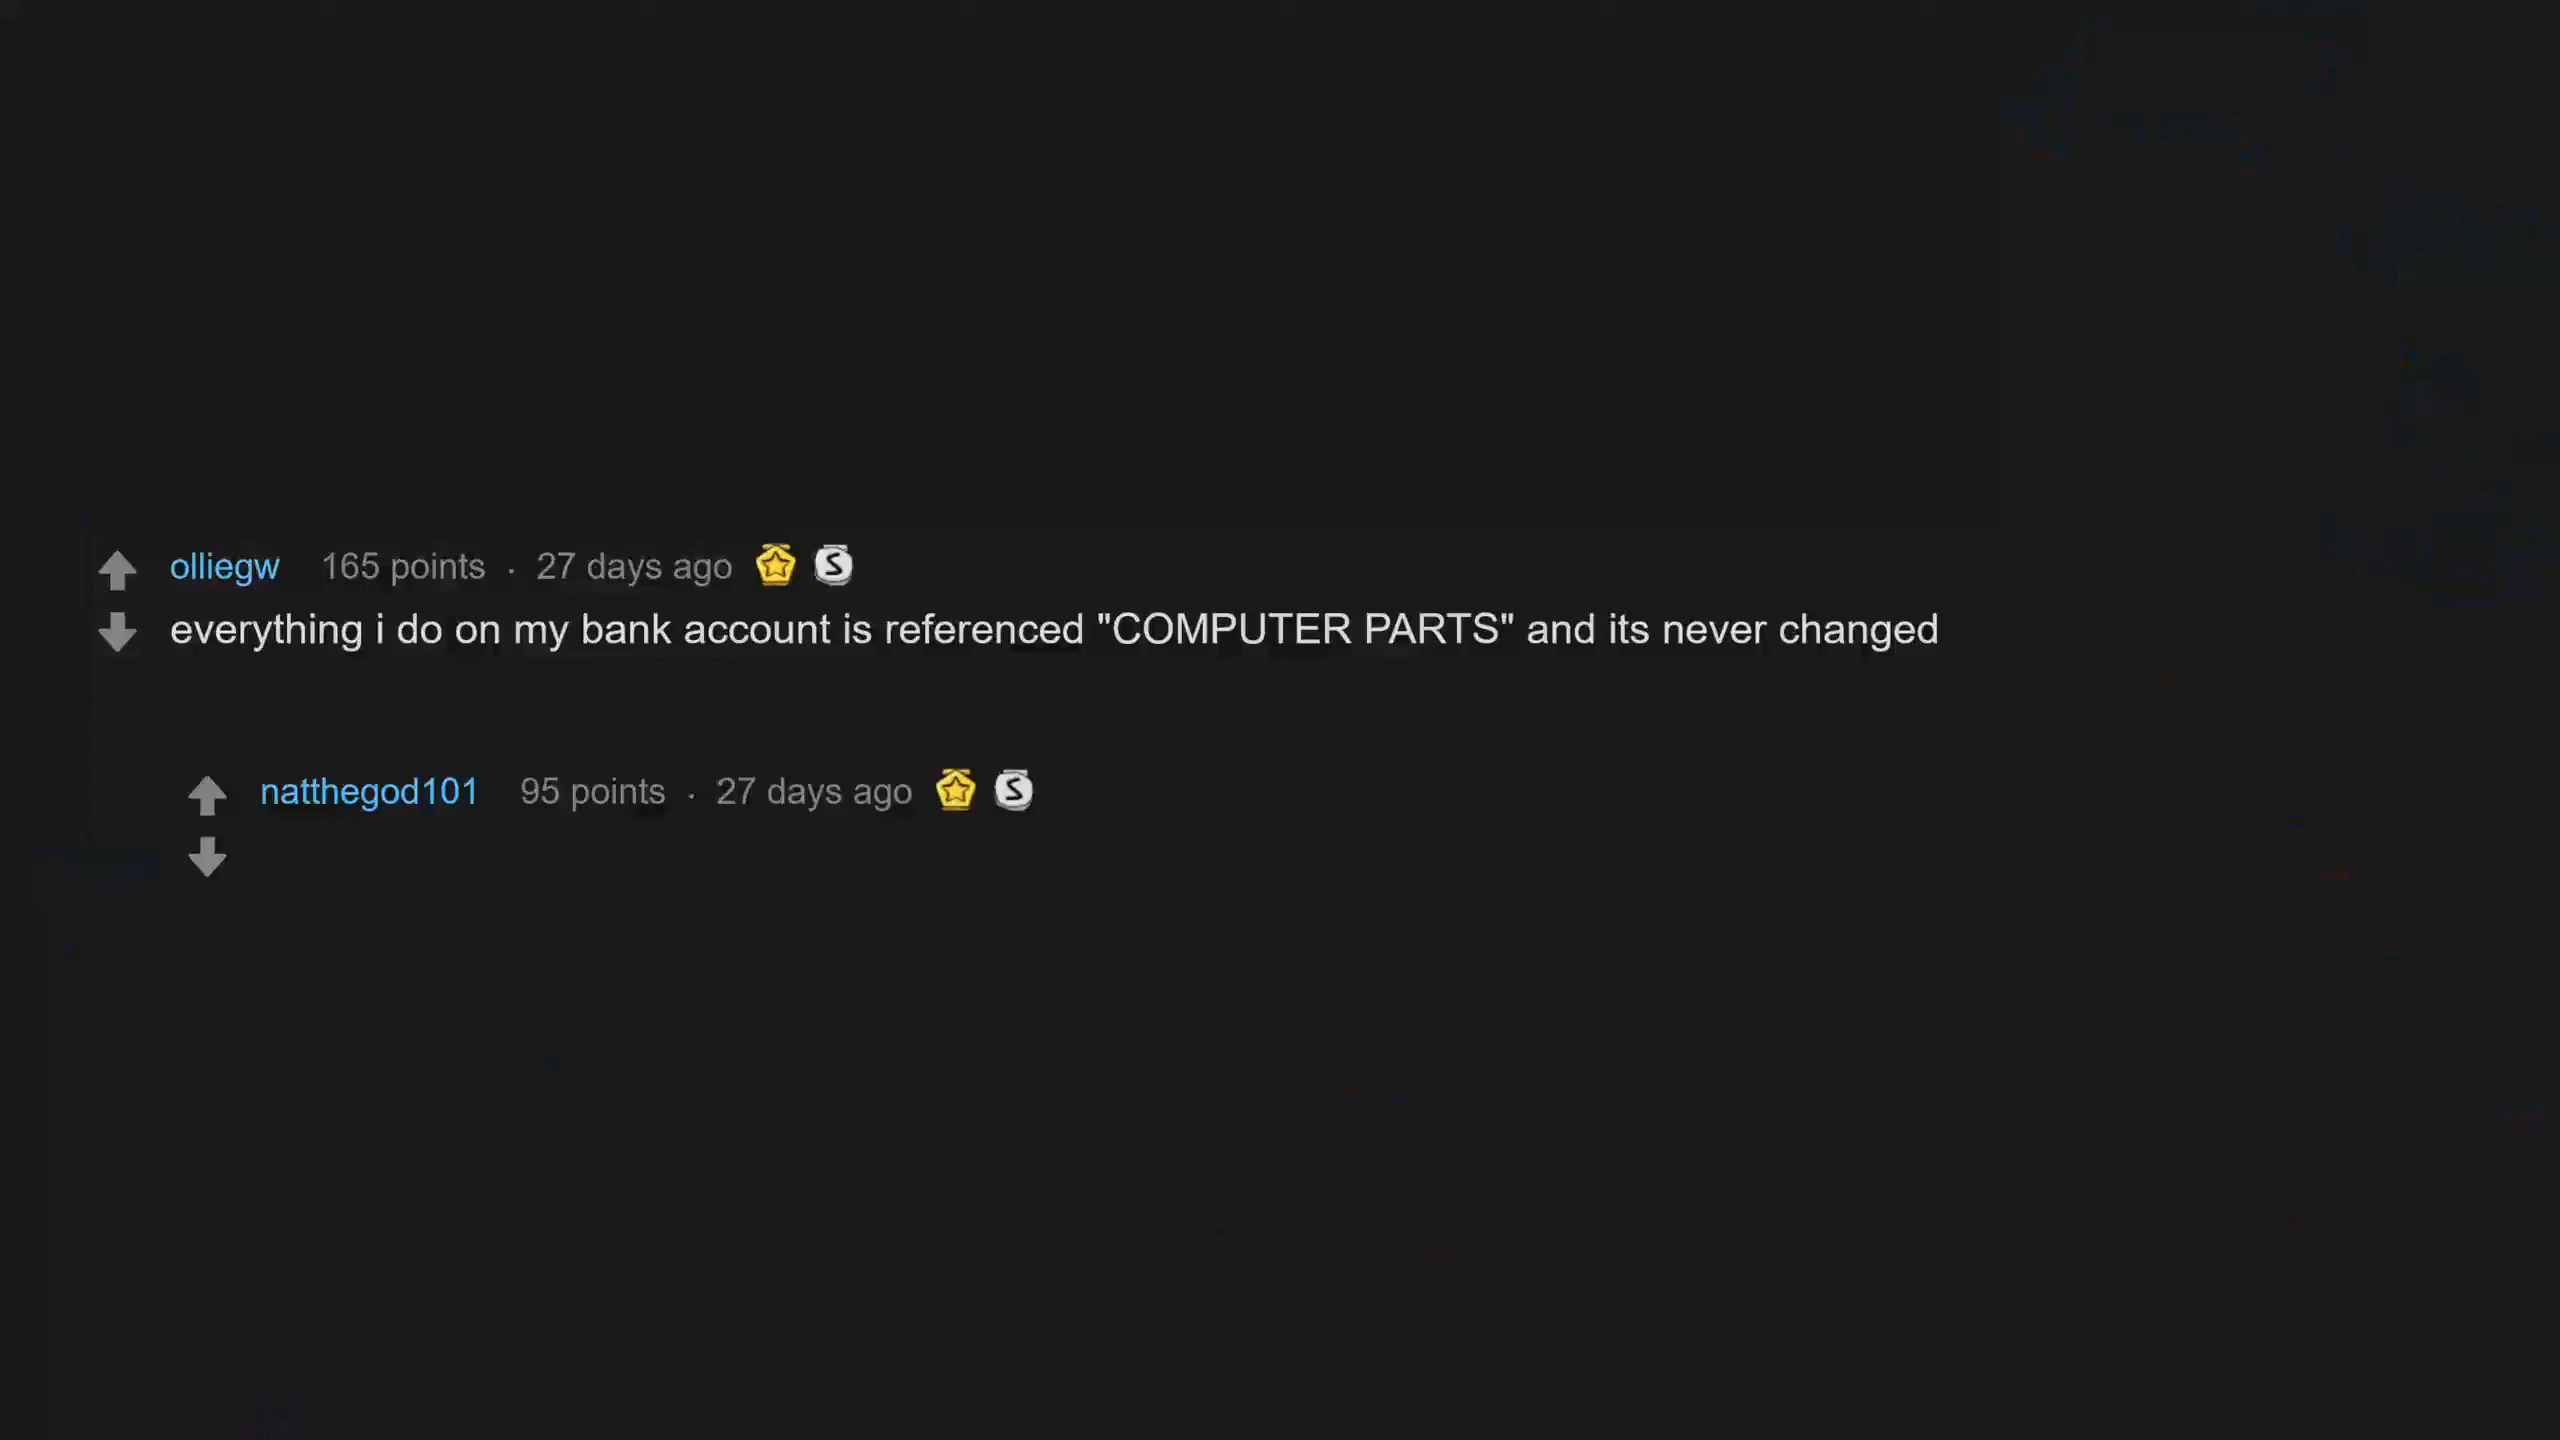 olliegw 165 points · 27 days ago S
everything i do on my bank account is referenced "COMPUTER PARTS" and its never changed
natthegod101 95 points · 27 days ago S